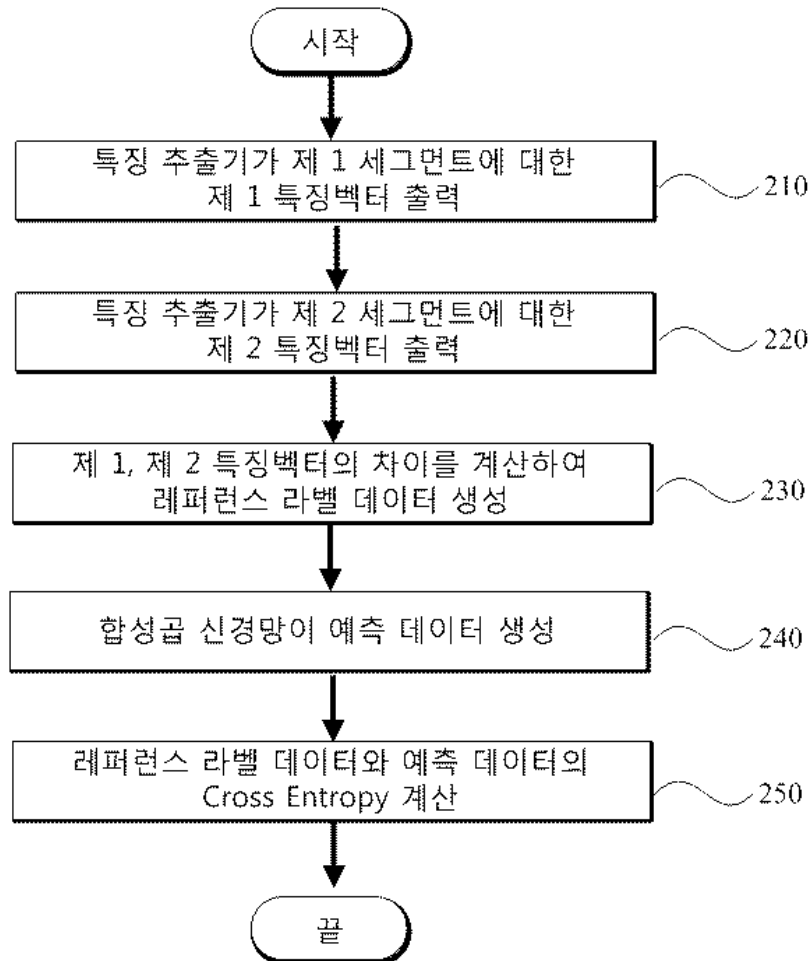 시작
특징 추출기가 제 1 세그먼트에 대한
제 1 특징벡터 출력
210
특징 추출기가 제 2 세그먼트에 대한
제 2 특징벡터 출력
220
제 1, 제 2 특징벡터의 차이를 계산하여
레퍼런스 라벨 데이터 생성
230
합성곱 신경망이 예측 데이터 생성
240
레퍼런스 라벨 데이터와 예측 데이터의
Cross Entropy 계산
250
끝